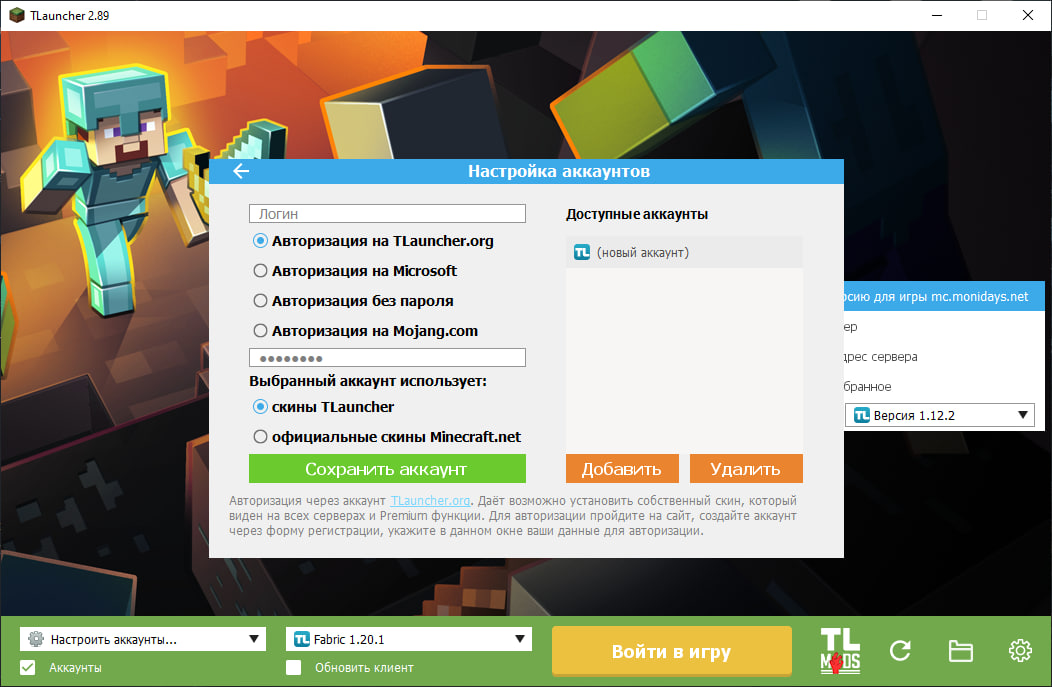 TLauncher 2.89
Настройка аккаунтов
Логин
Авторизация на TLauncher.org
Авторизация на Microsoft
Авторизация без пароля
Авторизация на Mojang.com
Выбранный аккаунт использует:
скины TLauncher
официальные скины Minecraft.net
Сохранить аккаунт
Доступные аккаунты
TL (новый аккаунт)
Добавить
Удалить
Авторизация через аккаунт TLauncher.org. Даёт возможно установить собственный скин, который
виден на всех серверах и Premium функции. Для авторизации пройдите на сайт, создайте аккаунт
через форму регистрации, укажите в данном окне ваши данные для авторизации.
для игры mc.monidays.net
сервера
TL Версия 1.12.2
Настроить аккаунты...
Аккаунты
TL Fabric 1.20.1
Обновить клиент
Войти в игру
TL
MODS